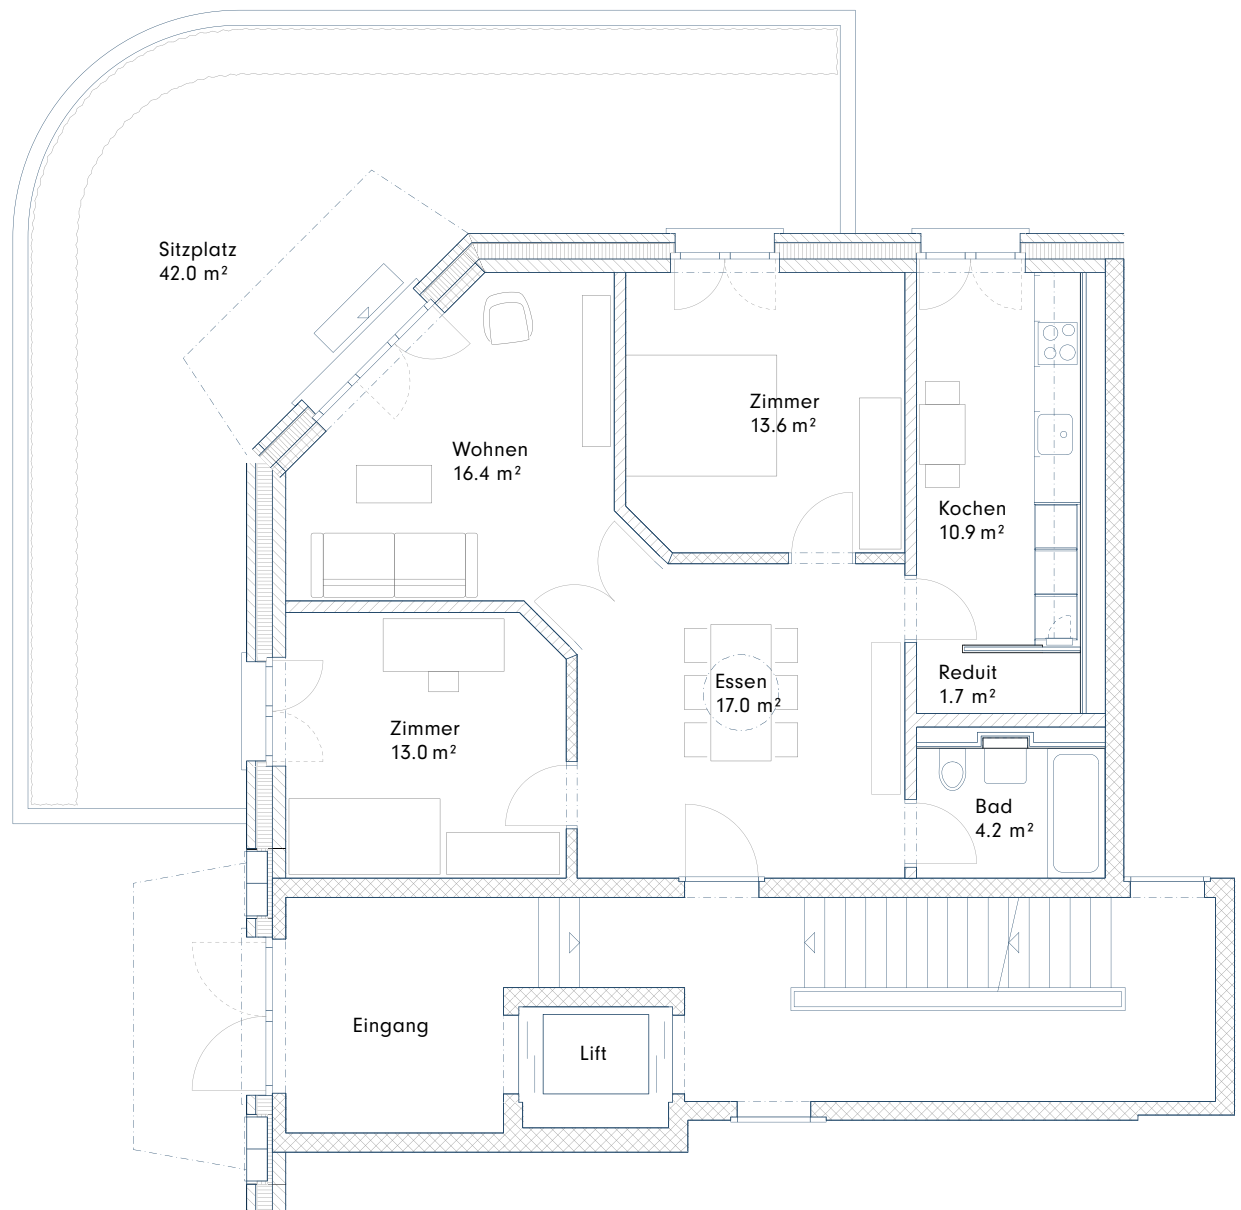 Sitzplatz
42.0 m²
Wohnen
16.4 m²
Zimmer
13.6 m²
Kochen
10.9 m²
Reduit
1.7 m²
Essen
17.0 m²
Zimmer
13.0 m²
Bad
4.2 m²
Eingang
Lift